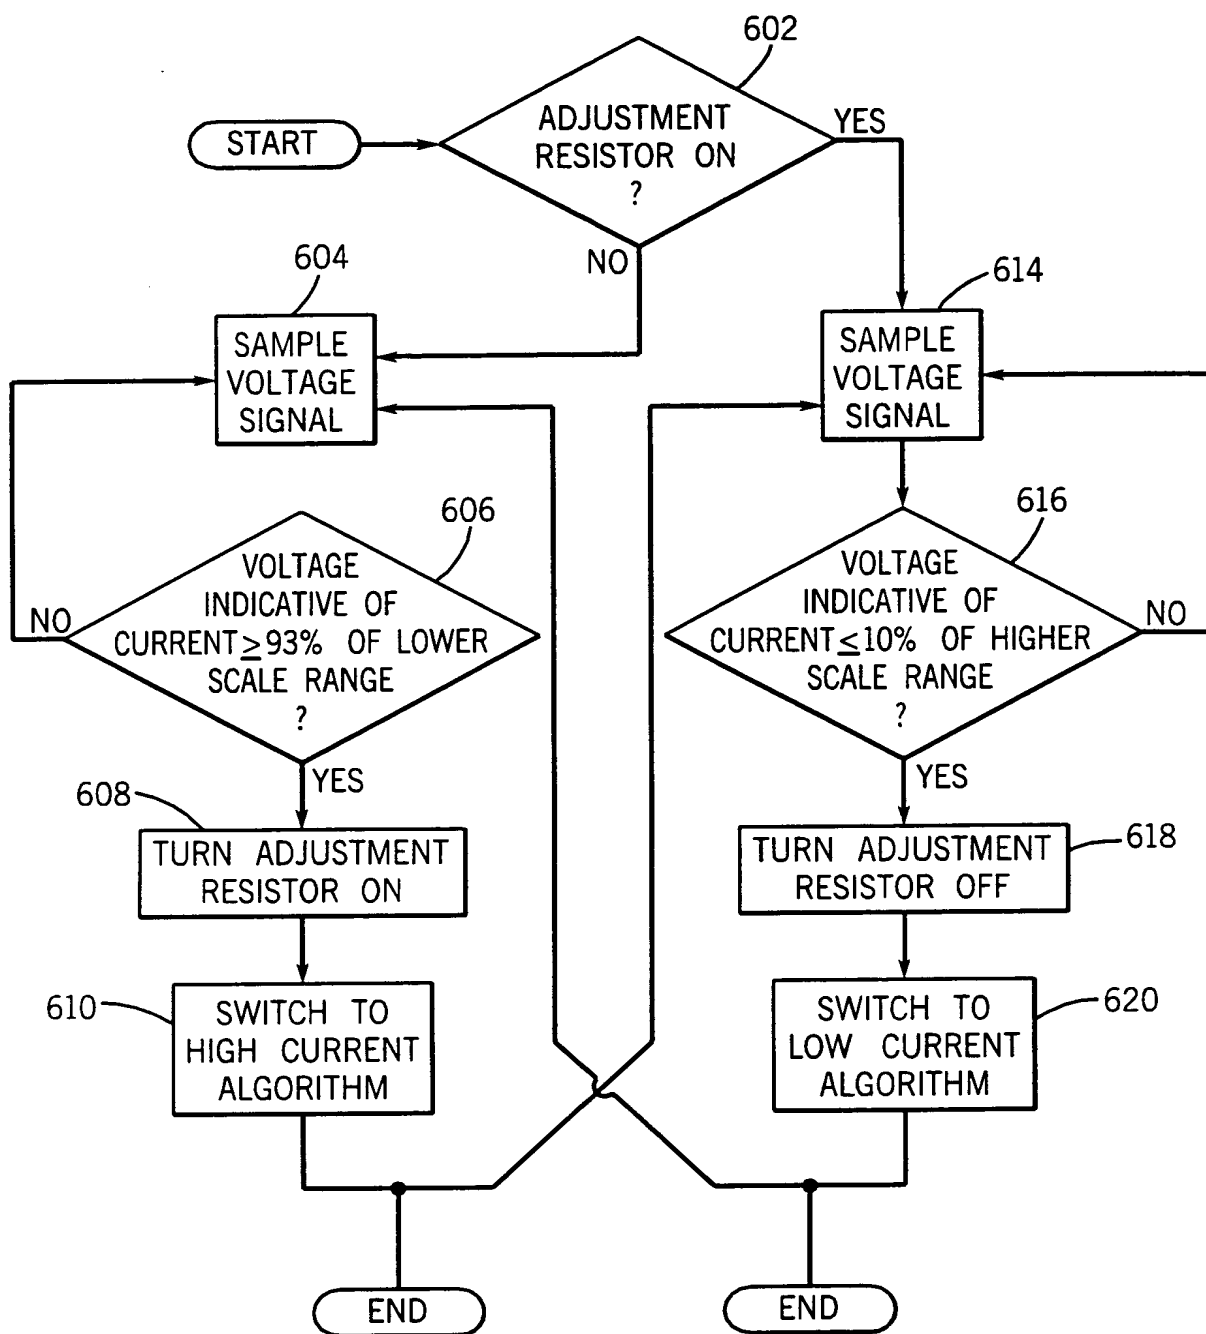 602
START
ADJUSTMENT
RESISTOR ON
?
YES
NO
604
SAMPLE
VOLTAGE
SIGNAL
614
SAMPLE
VOLTAGE
SIGNAL
606
VOLTAGE
INDICATIVE OF
CURRENT≥93% OF LOWER
SCALE RANGE
?
NO
YES
616
VOLTAGE
INDICATIVE OF
CURRENT≤10% OF HIGHER
SCALE RANGE
?
NO
YES
608
TURN ADJUSTMENT
RESISTOR ON
618
TURN ADJUSTMENT
RESISTOR OFF
610
SWITCH TO
HIGH CURRENT
ALGORITHM
620
SWITCH TO
LOW CURRENT
ALGORITHM
END
END